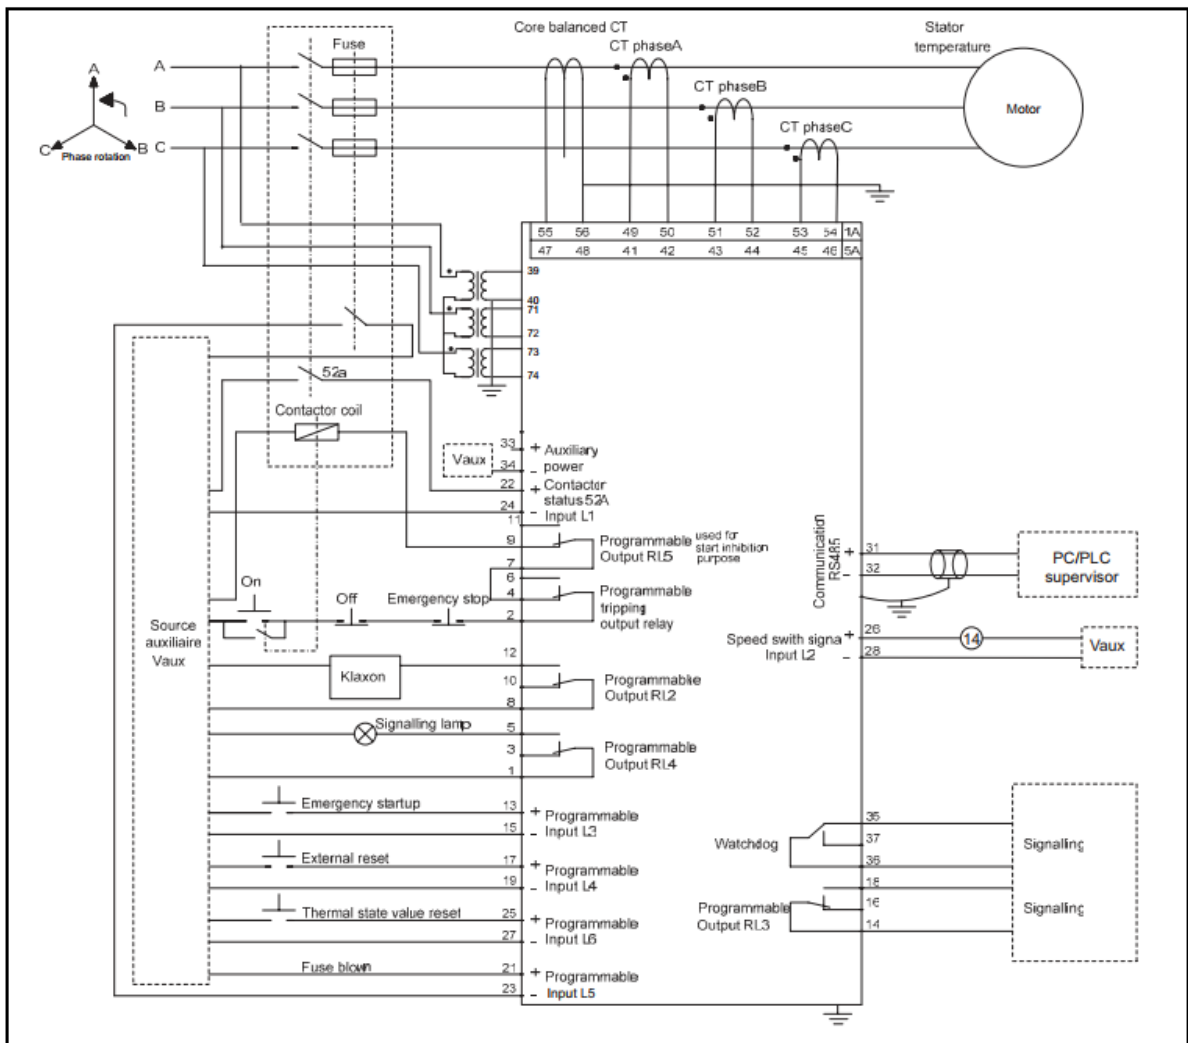 Core balanced CT
Stator
temperature
Fuse
CT phaseA
A
A
CT phaseB
B
Motor
CT phaseC
C
B
C
Phase rotation
55 56 49 50 51 52 53 54 1A
47 48 41 42 43 44 45 46 5A
39
40
71
72
73
74
52a
Contactor coil
Vaux
33 + Auxiliary
34 - power
22 + Contactor
status 52A
24 - Input L1
11
9 Programmable used for
Output RL5 start inhibition
purpose
7
6
4 Programmable
tripping
2 output relay
On
Off
Emergency stop
Source
auxiliaire
Vaux
Communication
RS485
+ 31
- 32
PC/PLC
supervisor
Speed swith signa + 26
Input L2 - 28
14
Vaux
12
Klaxon
10 Programmable
Output RL2
8
Signalling lamp 5
3 Programmable
Output RL4
1
Emergency startup 13 + Programmable
15 - Input L3
External reset 17 + Programmable
19 - Input L4
Thermal state value reset 25 + Programmable
27 - Input L6
Fuse blown 21 + Programmable
23 - Input L5
35
Watchdog 37 Signalling
36
18
Programmable 16 Signalling
Output RL3 14